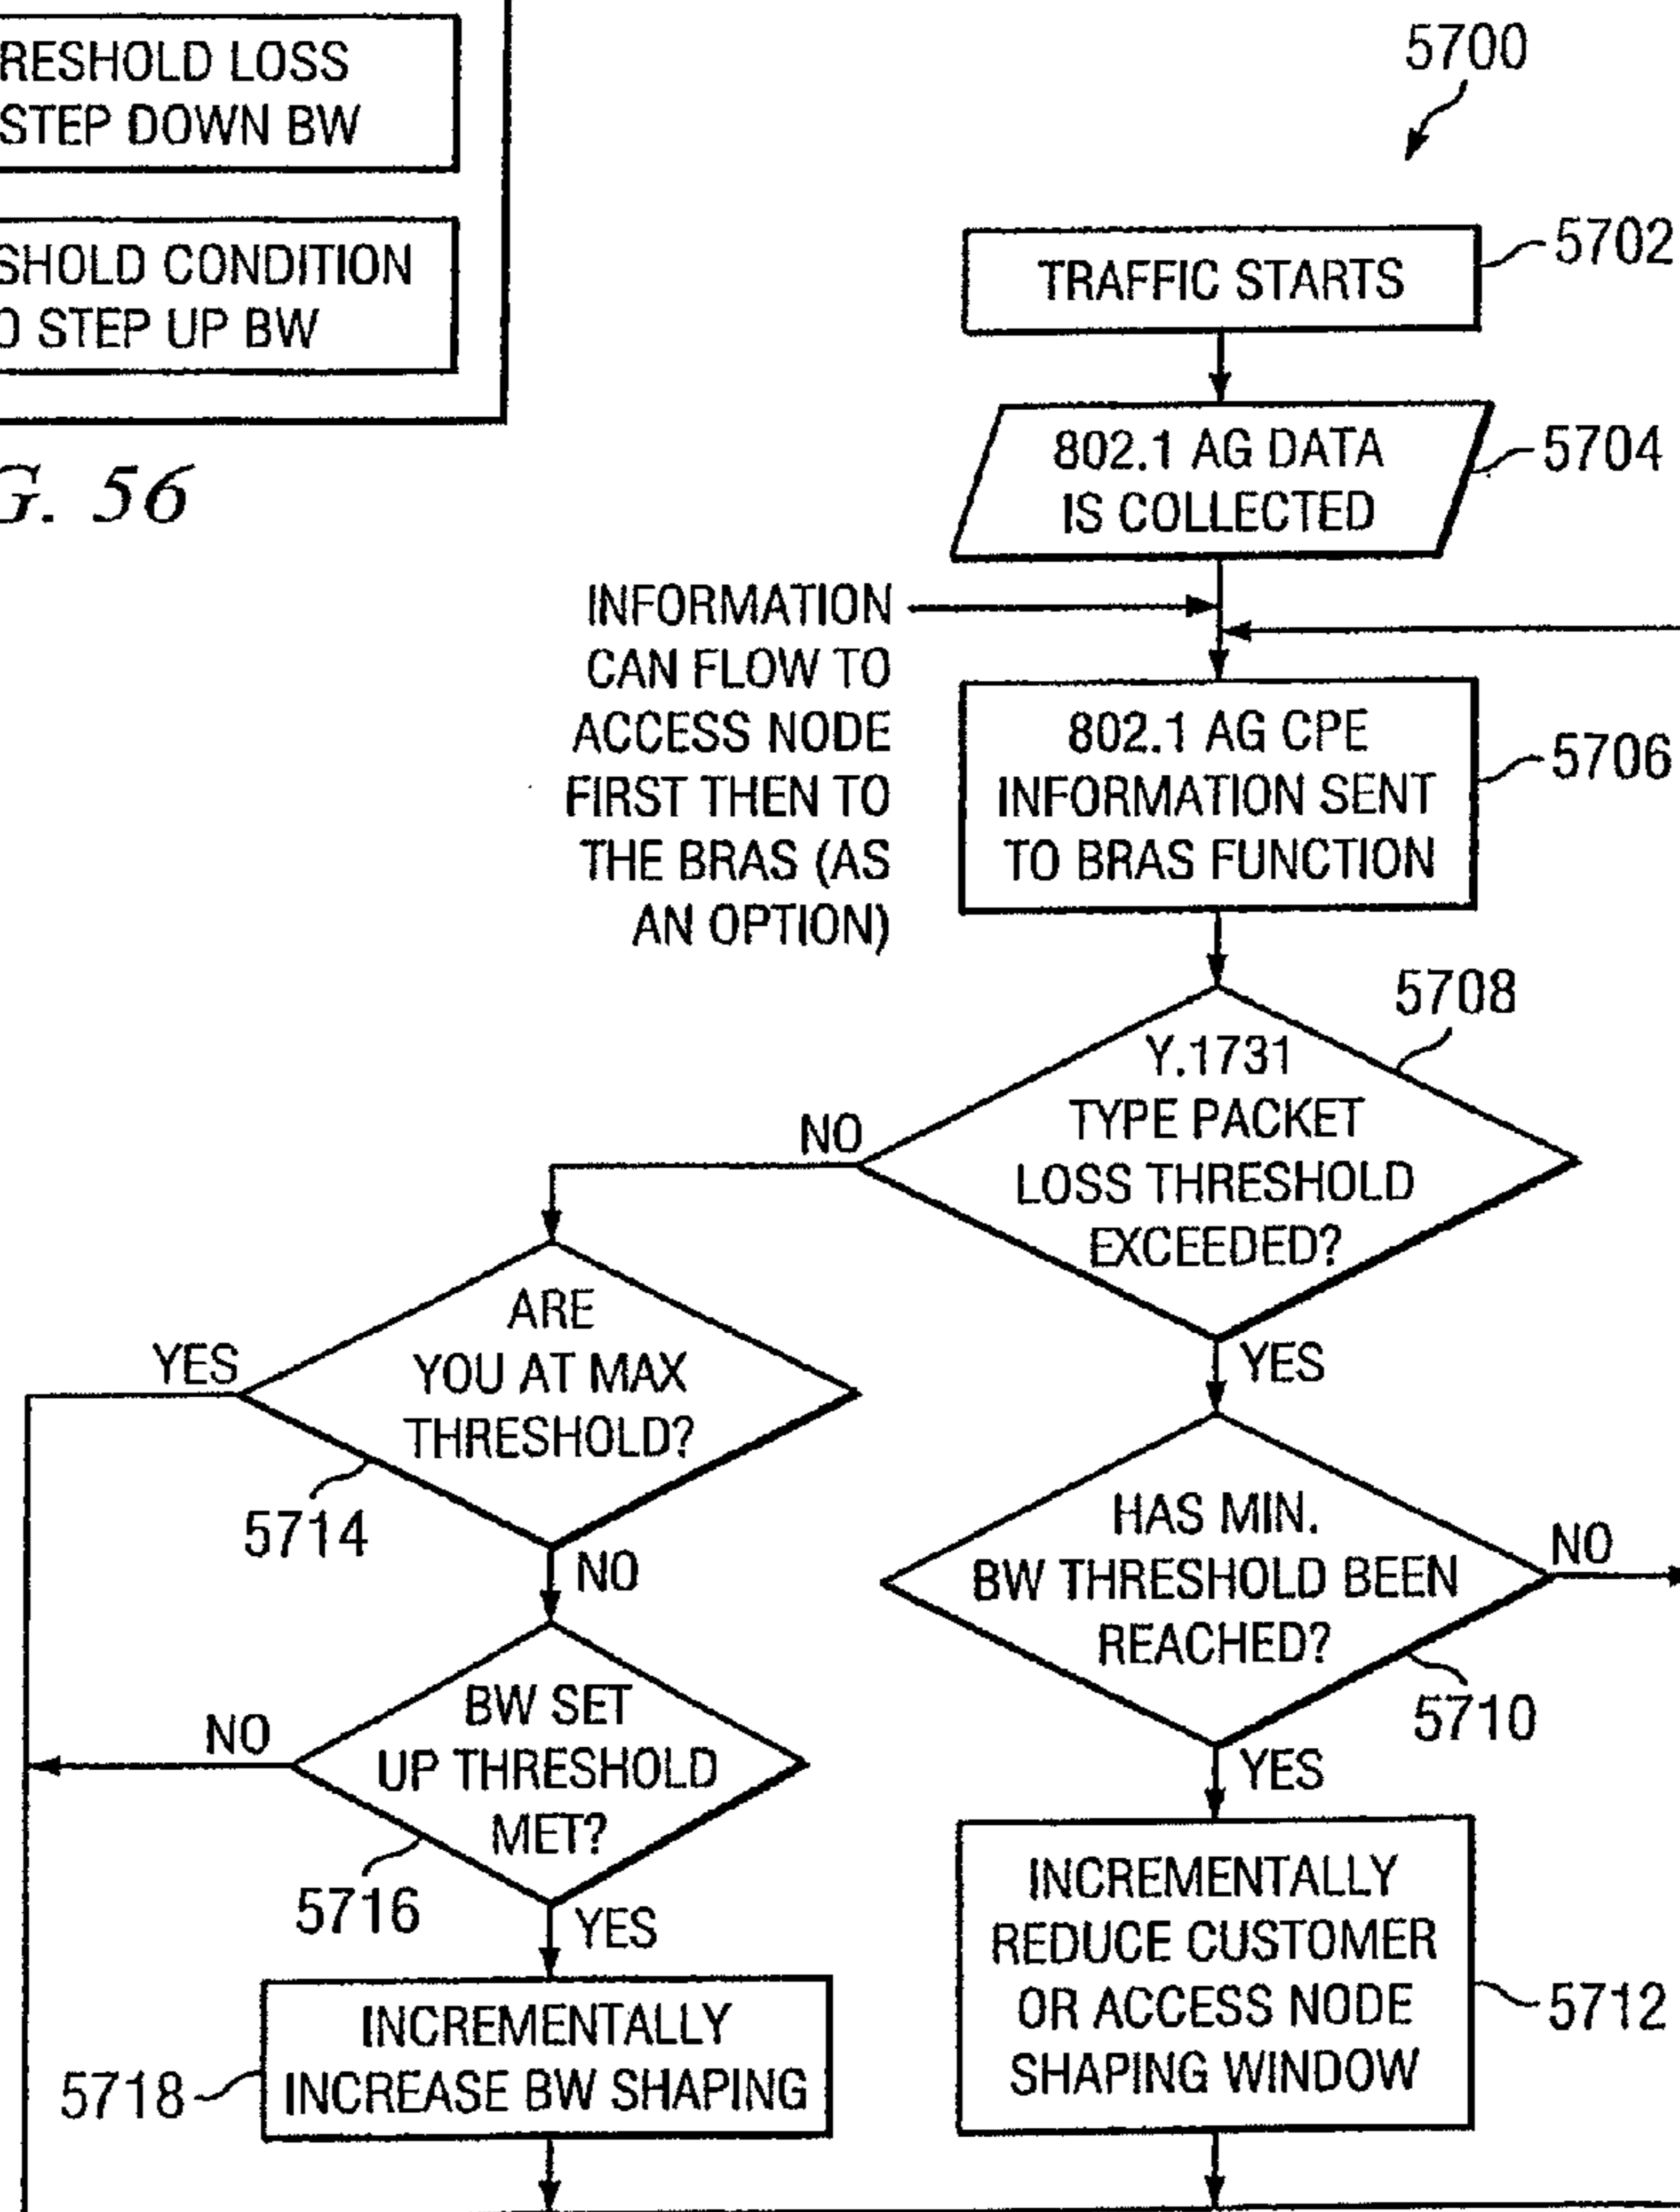 RESHOLD LOSS
STEP DOWN BW
SHOLD CONDITION
O STEP UP BW
G. 56
5700
TRAFFIC STARTS
5702
802.1 AG DATA
IS COLLECTED
5704
INFORMATION
CAN FLOW TO
ACCESS NODE
FIRST THEN TO
THE BRAS (AS
AN OPTION)
802.1 AG CPE
INFORMATION SENT
TO BRAS FUNCTION
5706
5708
Y.1731
TYPE PACKET
LOSS THRESHOLD
EXCEEDED?
NO
YES
ARE
YOU AT MAX
THRESHOLD?
YES
5714
NO
HAS MIN.
BW THRESHOLD BEEN
REACHED?
NO
5710
YES
BW SET
UP THRESHOLD
MET?
NO
5716
YES
INCREMENTALLY
REDUCE CUSTOMER
OR ACCESS NODE
SHAPING WINDOW
5712
INCREMENTALLY
INCREASE BW SHAPING
5718